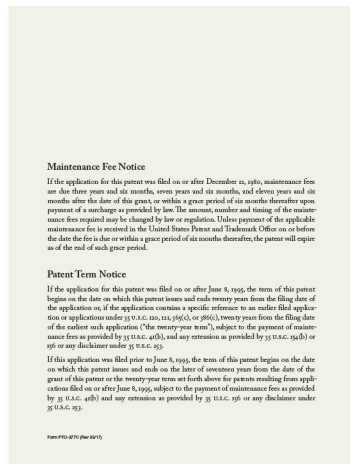 Maintenance Fee Notice
If the application for this patent was filed on or after December 12, 1980, maintenance fees
are due three years and six months, seven years and six months, and eleven years and six
months after the date of this grant, or within a grace period of six months thereafter upon
payment of a surcharge as provided by law. The amount, number and timing of the mainte-
nance fees required may be changed by law or regulation. Unless payment of the applicable
maintenance fee is received in the United States Patent and Trademark Office on or before
the date the fee is due or within a grace period of six months thereafter, the patent will expire
as of the end of such grace period.
Patent Term Notice
If the application for this patent was filed on or after June 8, 1995, the term of this patent
begins on the date on which this patent issues and ends twenty years from the filing date of
the application or, if the application contains a specific reference to an earlier filed applica-
tion or applications under 35 U.S.C. 120, 121, 365(c), or 386(c), twenty years from the filing date
of the earliest such application (“the twenty-year term”), subject to the payment of mainte-
nance fees as provided by 35 U.S.C. 41(b), and any extension as provided by 35 U.S.C. 154(b) or
156 or any disclaimer under 35 U.S.C. 253.
If this application was filed prior to June 8, 1995, the term of this patent begins on the date
on which this patent issues and ends on the later of seventeen years from the date of the
grant of this patent or the twenty-year term set forth above for patents resulting from appli-
cations filed on or after June 8, 1995, subject to the payment of maintenance fees as provided
by 35 U.S.C. 41(b) and any extension as provided by 35 U.S.C. 156 or any disclaimer under
35 U.S.C. 253.
Form PTO-377C (Rev 09/17)